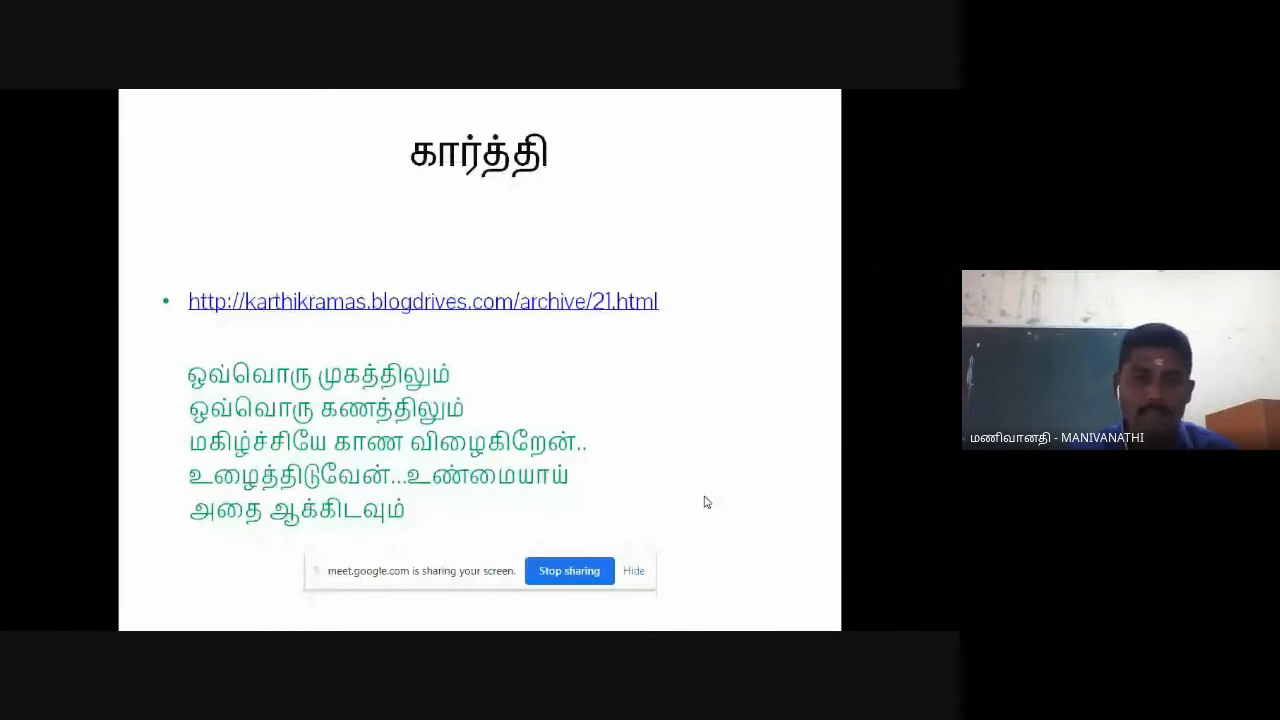 கார்த்தி
http://karthikramas.blogdrives.com/archive/21.html
ஒவ்வொரு முகத்திலும்
ஒவ்வொரு கணத்திலும்
மகிழ்ச்சியே காண விழைகிறேன்..
உழைத்திடுவேன்...உண்மையாய்
அதை ஆக்கிடவும்
meet.google.com is sharing your screen. Stop sharing Hide
மணிவானதி - MANIVANATHI